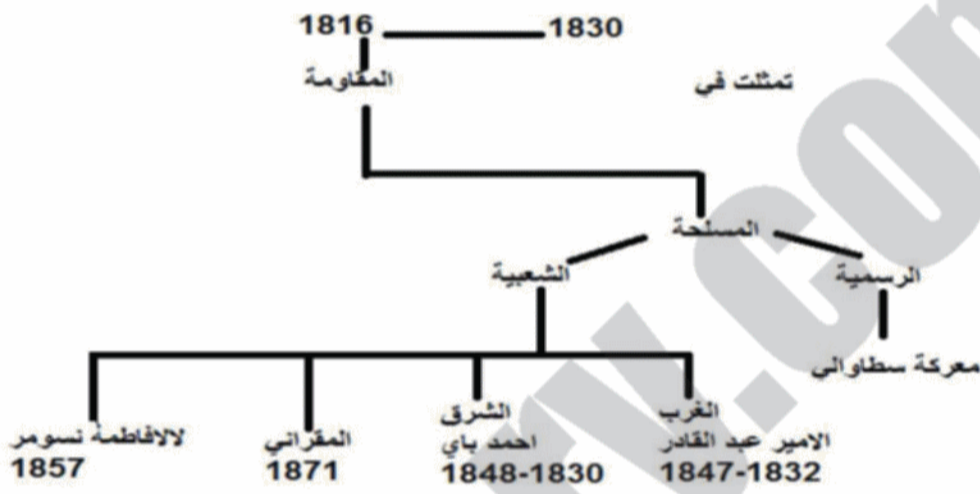 1816 1830
المقاومة تمثلت في
المسلحة
الشعبية الرسمية
معركة سطاوالي
الغرب
الامير عبد القادر
1847-1832
الشرق
احمد باي
1848-1830
المقراني
1871
لالافاطمة نسومر
1857